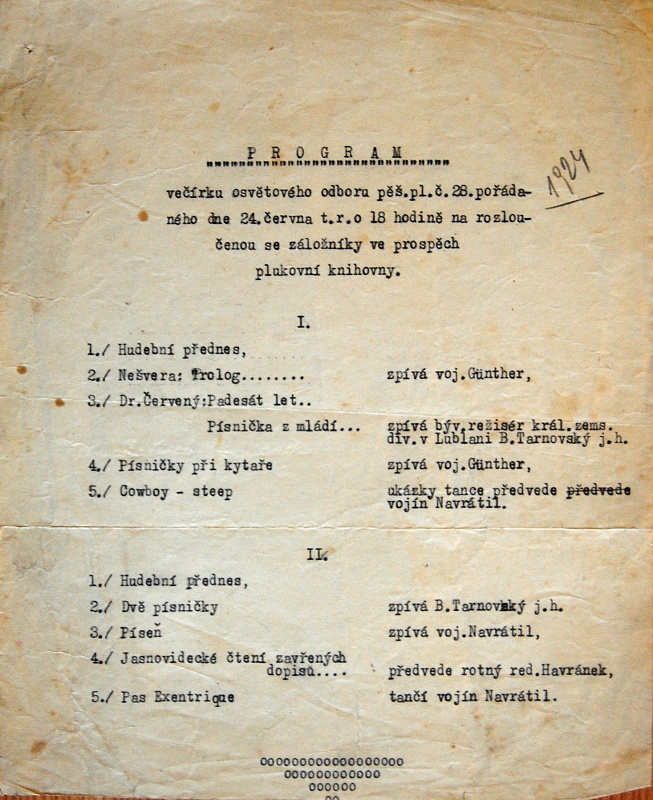 P R O G R A M
""""""""""""""""""""""""""""""
1924
večírku osvětového odboru pěš.pl.č.28.pořáda-
ného dne 24.června t.r.o 18 hodině na rozlou-
čenou se záložníky ve prospěch
plukovní knihovny.
I.
1./ Hudební přednes,
2./ Nešvera: Prolog........ zpívá voj.Günther,
3./ Dr.Červený:Padesát let..
Písnička z mládí... zpívá býv.režisér král.zems.
div.v Lublani B.Tarnovský j.h.
4./ Písničky při kytaře zpívá voj.Günther,
5./ Cowboy - steep ukázky tance předvede předvede
vojín Navrátil.
II.
1./ Hudební přednes,
2./ Dvě písničky zpívá B.Tarnovský j.h.
3./ Píseň zpívá voj.Navrátil,
4./ Jasnovidecké čtení zavřených
dopisů.... předvede rotný red.Havránek,
5./ Pas Exentrique tančí vojín Navrátil.
oooooooooooooooooo
oooooooooooo
oooooo
oo